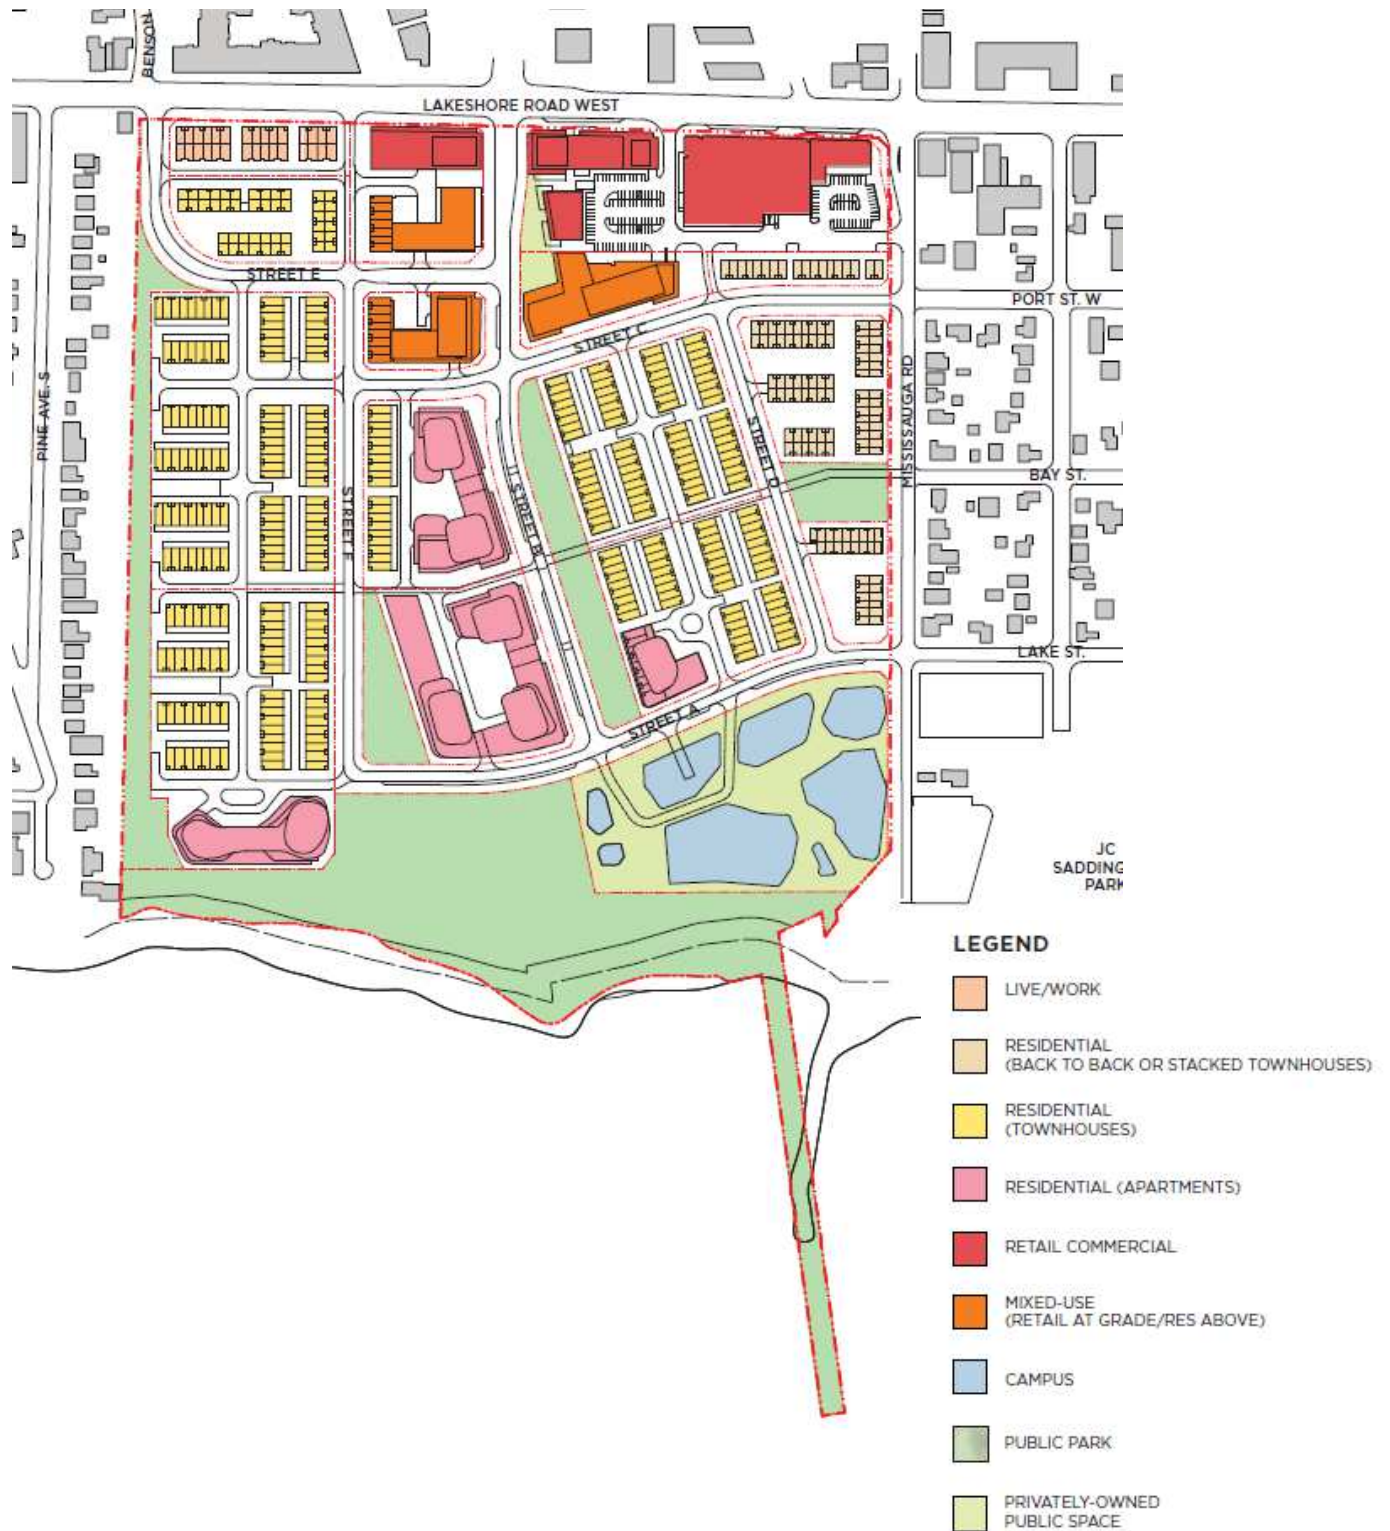 BENSON
LAKESHORE ROAD WEST
STREET E
PORT ST. W
STREET C
PINE AVE. S
MISSISSAUGA RD
STREET D
BAY ST.
STREET F
STREET B
LAKE ST.
STREET A
JC
SADDING
PARK
LEGEND
LIVE/WORK
RESIDENTIAL
(BACK TO BACK OR STACKED TOWNHOUSES)
RESIDENTIAL
(TOWNHOUSES)
RESIDENTIAL (APARTMENTS)
RETAIL COMMERCIAL
MIXED-USE
(RETAIL AT GRADE/RES ABOVE)
CAMPUS
PUBLIC PARK
PRIVATELY-OWNED
PUBLIC SPACE